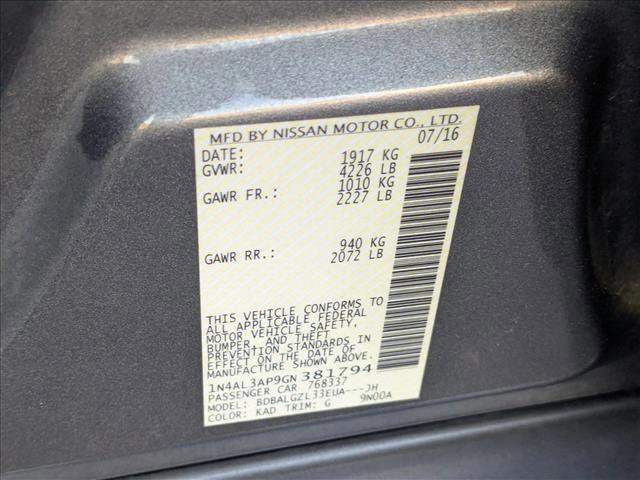 MFD BY NISSAN MOTOR CO., LTD.
DATE: 07/16
GVWR: 1917 KG
4226 LB
GAWR FR.: 1010 KG
2227 LB
GAWR RR.: 940 KG
2072 LB
THIS VEHICLE CONFORMS TO
ALL APPLICABLE FEDERAL
MOTOR VEHICLE SAFETY,
BUMPER, AND THEFT
PREVENTION STANDARDS IN
EFFECT ON THE DATE OF
MANUFACTURE SHOWN ABOVE.
1N4AL3AP9GN381794
PASSENGER CAR 768337
MODEL: BDBALGZL33EUA---JH
COLOR: KAD TRIM: G 9N00A